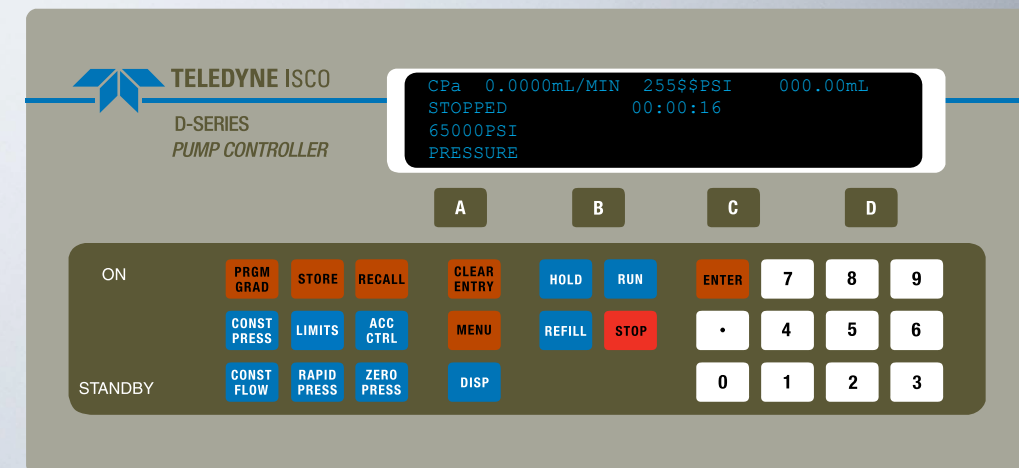 TELEDYNE ISCO
D-SERIES
PUMP CONTROLLER
CPa 0.0000mL/MIN 255$$PSI 000.00mL
STOPPED 00:00:16
65000PSI
PRESSURE
A B C D
ON
PRGM GRAD STORE RECALL CLEAR ENTRY HOLD RUN ENTER 7 8 9
CONST PRESS LIMITS ACC CTRL MENU REFILL STOP . 4 5 6
STANDBY
CONST FLOW RAPID PRESS ZERO PRESS DISP 0 1 2 3